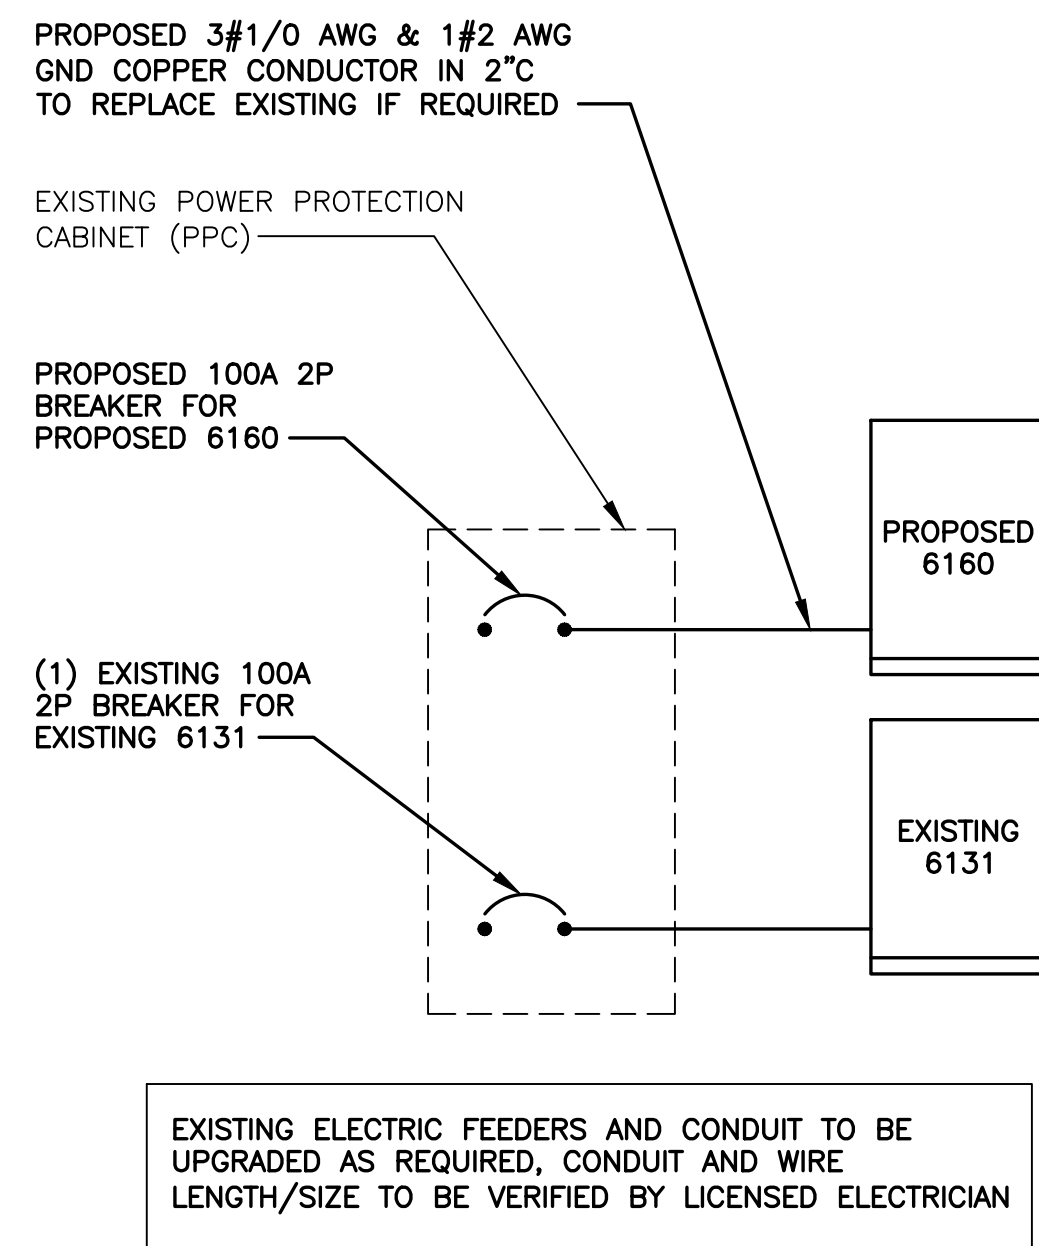 PROPOSED 3#1/0 AWG & 1#2 AWG
GND COPPER CONDUCTOR IN 2"C
TO REPLACE EXISTING IF REQUIRED
EXISTING POWER PROTECTION
CABINET (PPC)
PROPOSED 100A 2P
BREAKER FOR
PROPOSED 6160
PROPOSED
6160
(1) EXISTING 100A
2P BREAKER FOR
EXISTING 6131
EXISTING
6131
EXISTING ELECTRIC FEEDERS AND CONDUIT TO BE
UPGRADED AS REQUIRED, CONDUIT AND WIRE
LENGTH/SIZE TO BE VERIFIED BY LICENSED ELECTRICIAN